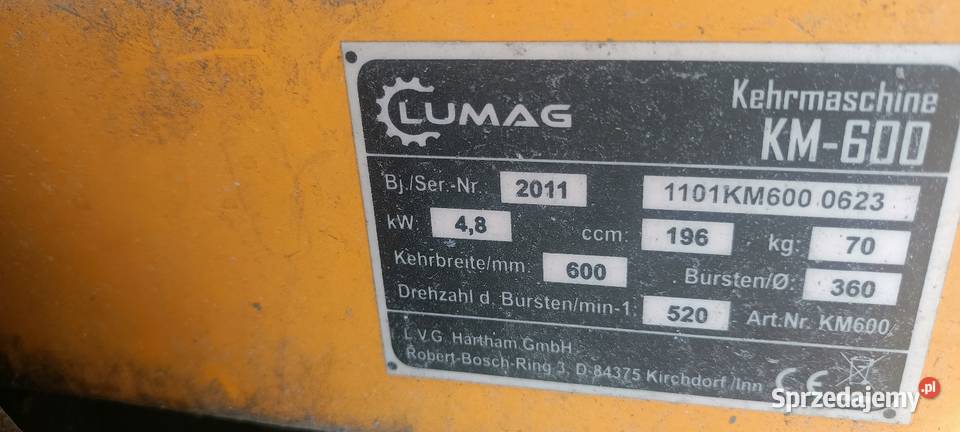 LUMAG
Kehrmaschine
KM-600
Bj./Ser.-Nr. 2011 1101KM600 0623
kW: 4,8 ccm: 196 kg: 70
Kehrbreite/mm: 600 Bursten/Ø: 360
Drehzahl d. Bursten/min-1: 520 Art.Nr. KM600
L.V.G. Hartham GmbH
Robert-Bosch-Ring 3, D-84375 Kirchdorf /Inn CE
Sprzedajemy.pl